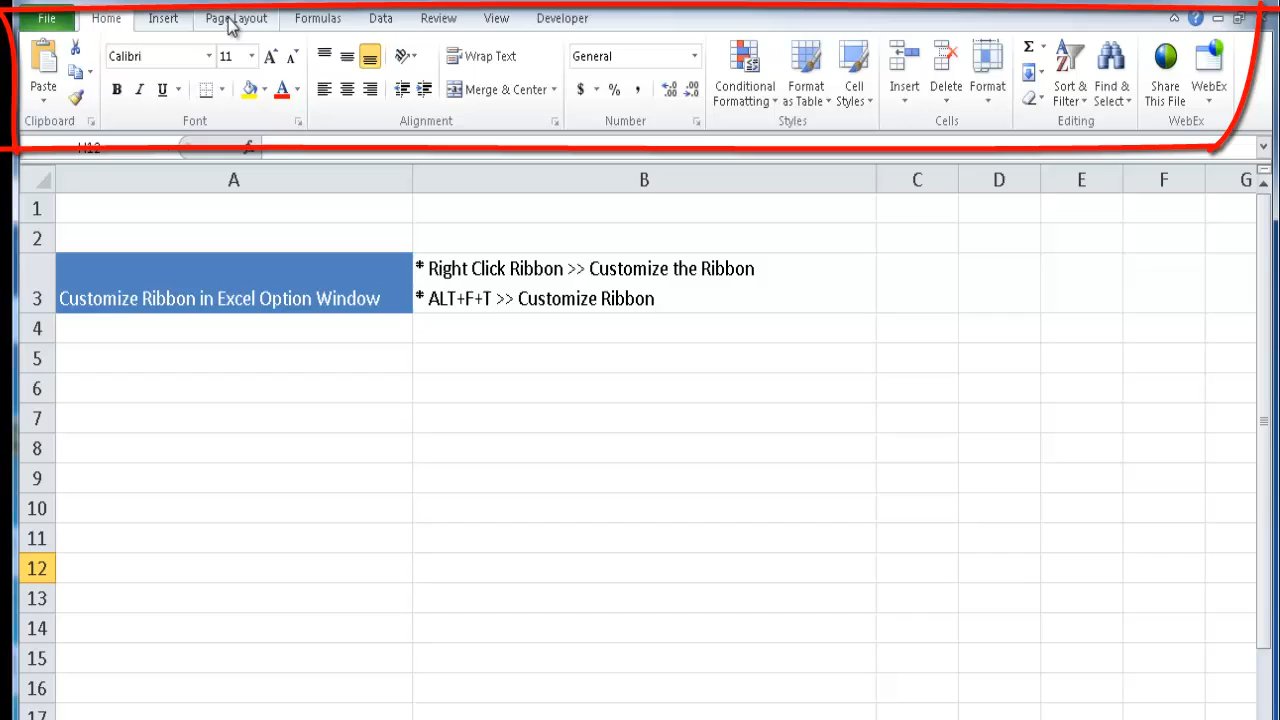 File Home Insert Page Layout Formulas Data Review View Developer
Calibri 11 Wrap Text General
Paste B I U Merge & Center $ % , Conditional Formatting Format as Table Cell Styles Insert Delete Format Σ Sort & Filter Find & Select Share This File WebEx
Clipboard Font Alignment Number Styles Cells Editing WebEx
H12 fx
A B C D E F G
1
2
* Right Click Ribbon >> Customize the Ribbon
3 Customize Ribbon in Excel Option Window * ALT+F+T >> Customize Ribbon
4
5
6
7
8
9
10
11
12
13
14
15
16
17